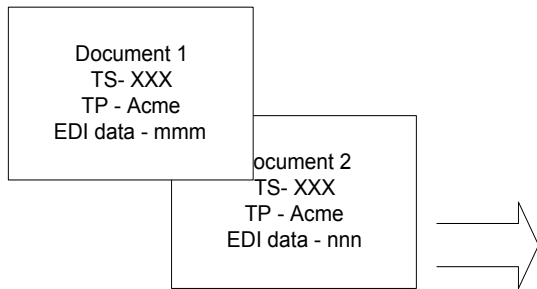 Document 1
TS- XXX
TP - Acme
EDI data - mmm
ocument 2
TS- XXX
TP - Acme
EDI data - nnn